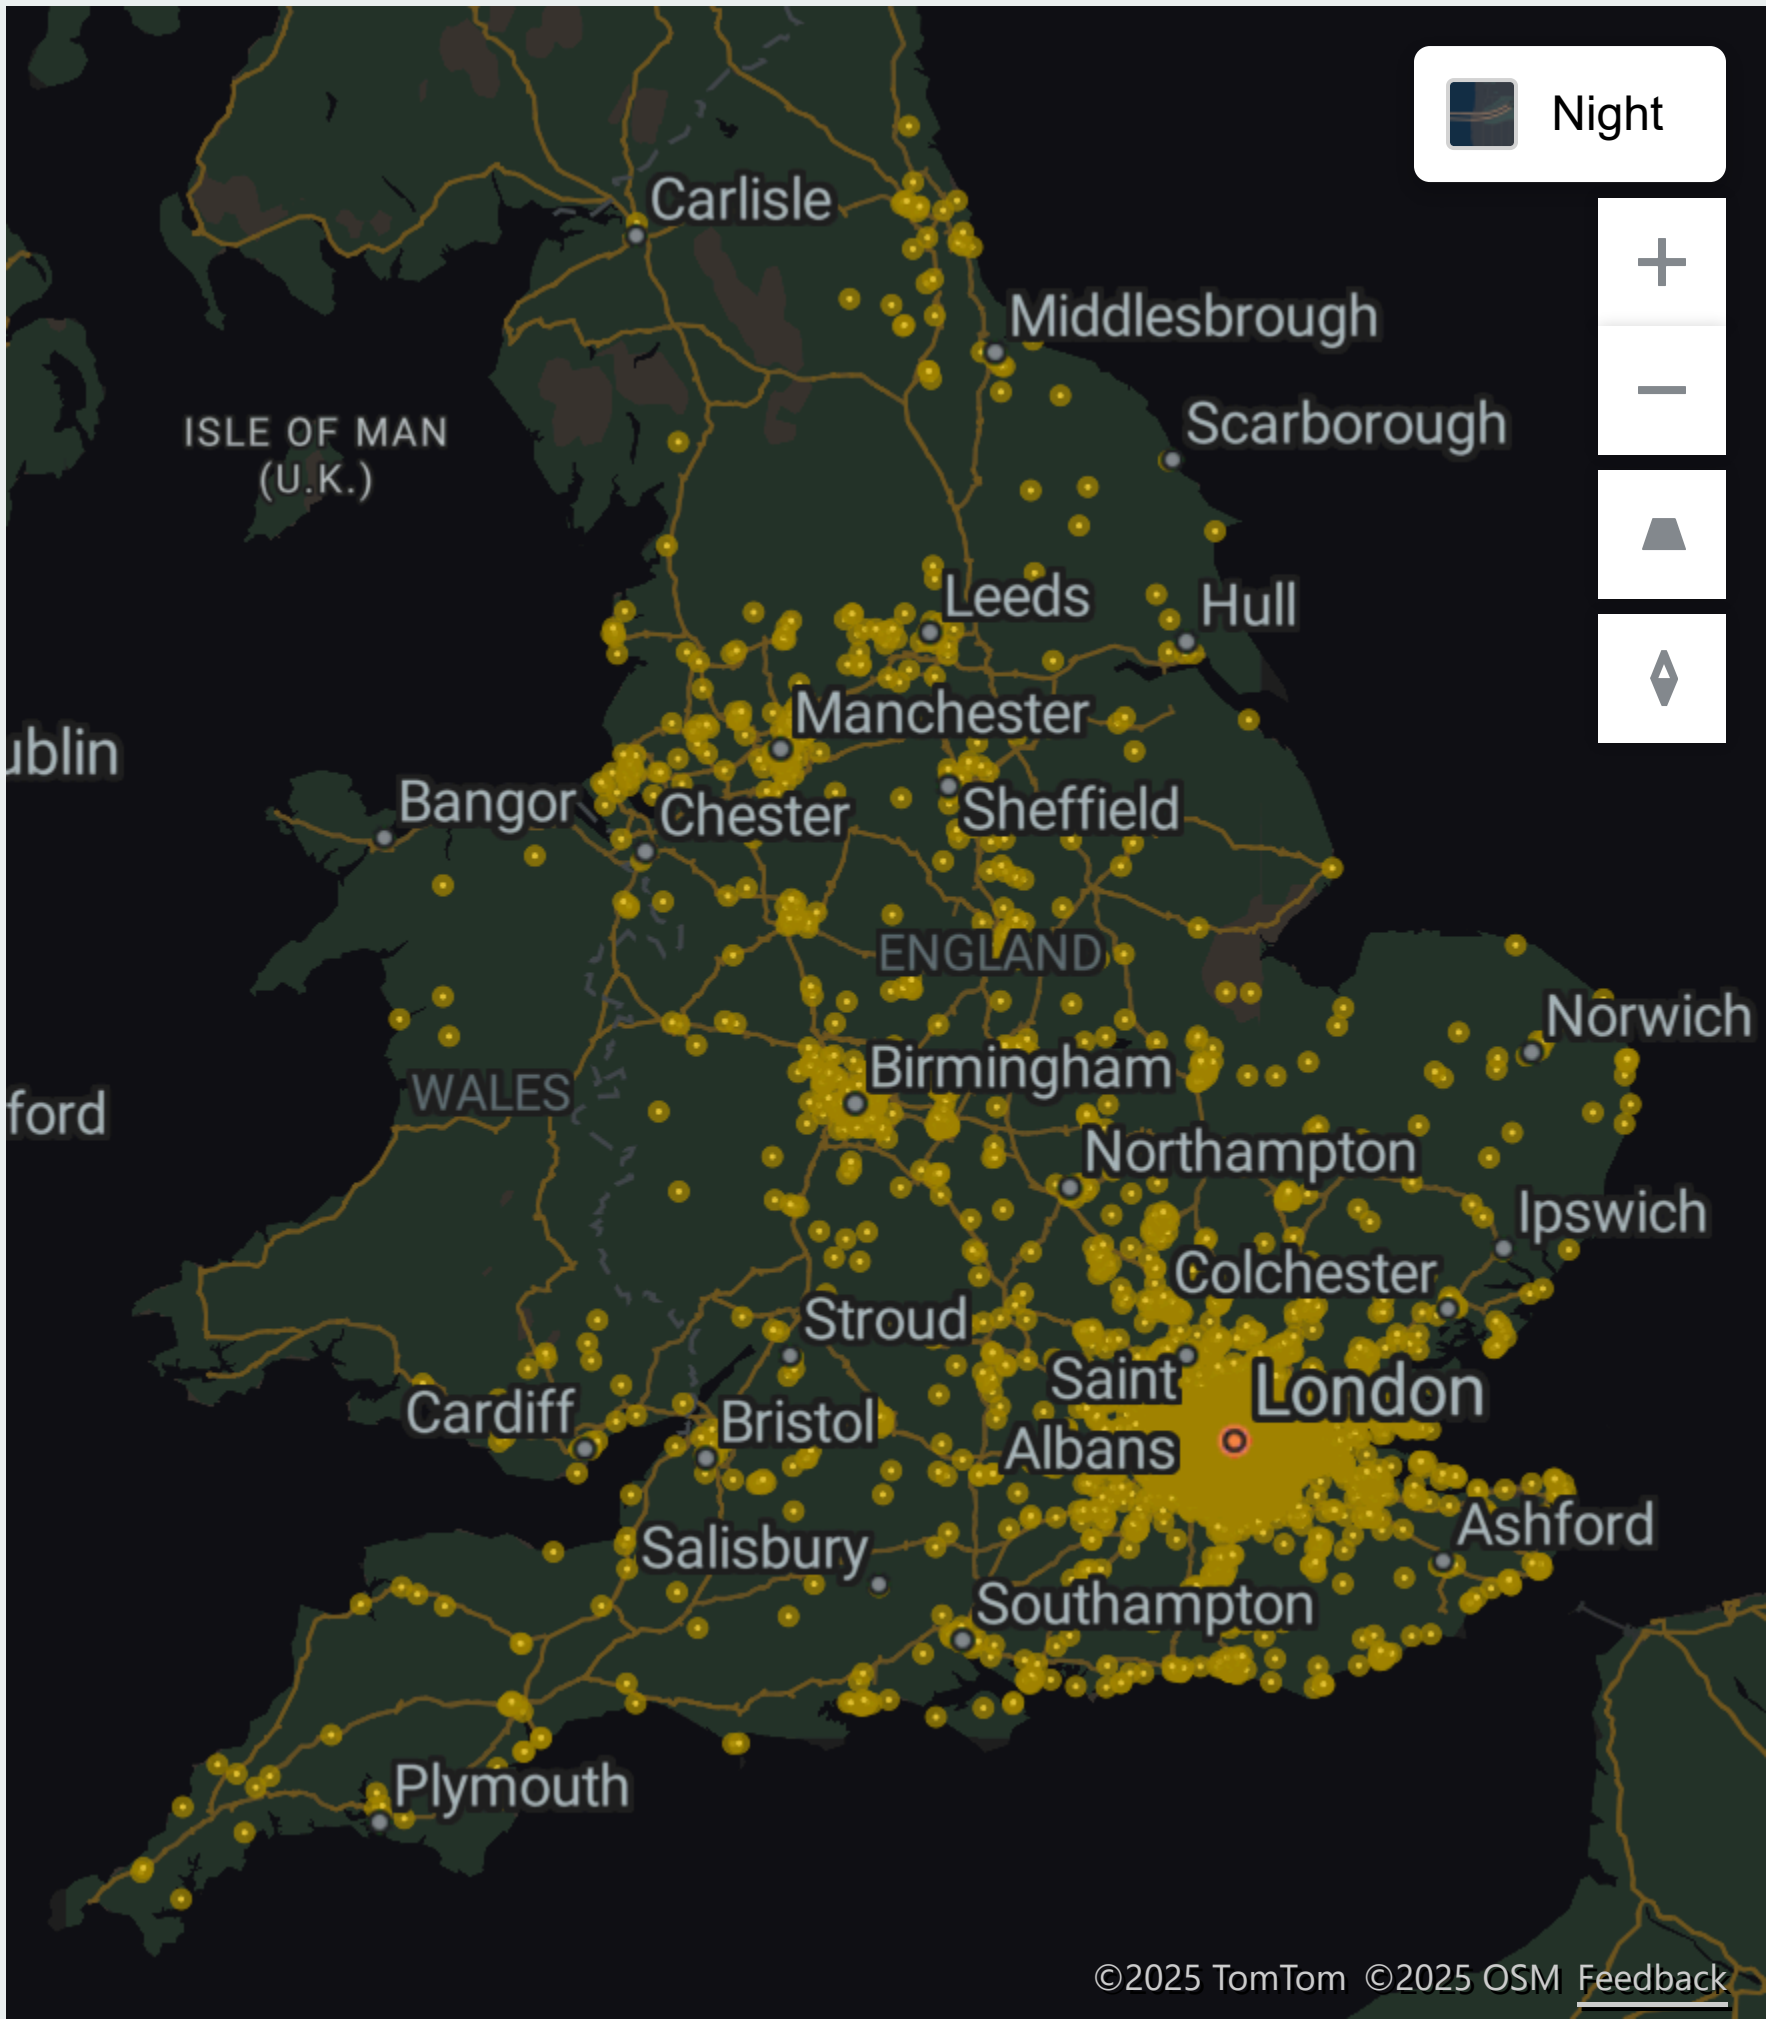 Night
Carlisle
Middlesbrough
ISLE OF MAN
(U.K.)
Scarborough
Leeds
Hull
Manchester
ublin
Bangor
Chester
Sheffield
ENGLAND
Norwich
Birmingham
WALES
ford
Northampton
Ipswich
Colchester
Stroud
Saint
Albans
London
Cardiff
Bristol
Ashford
Salisbury
Southampton
Plymouth
©2025 TomTom ©2025 OSM Feedback